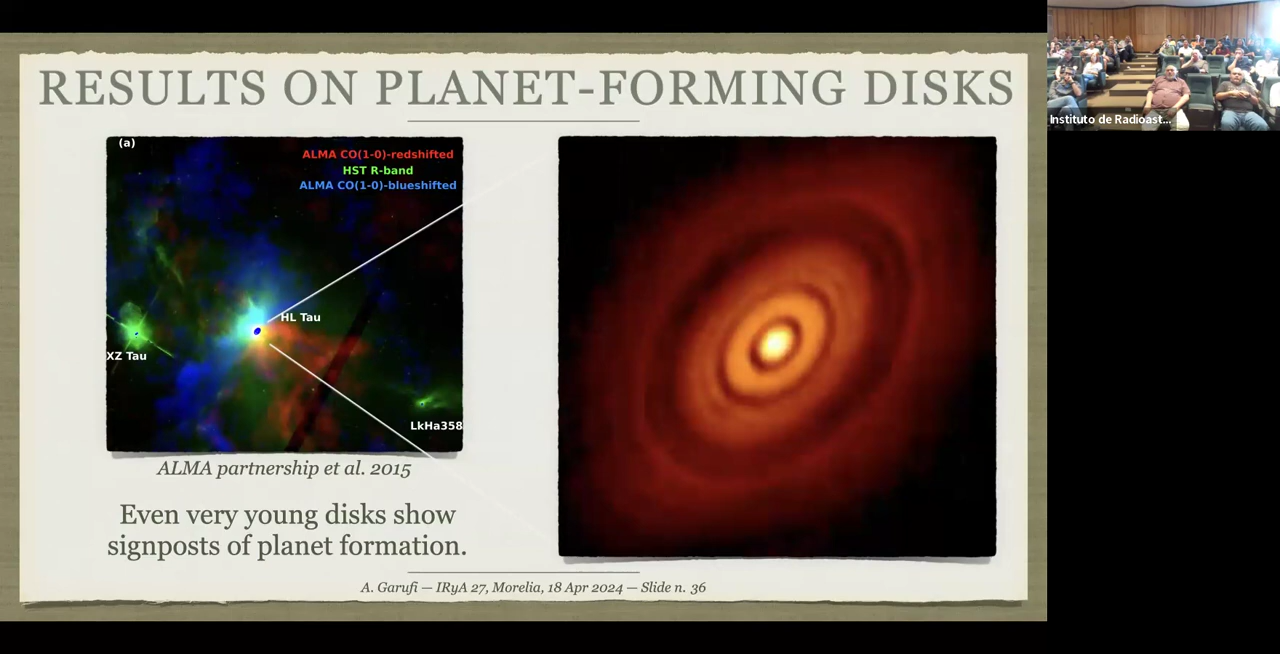 RESULTS ON PLANET-FORMING DISKS
(a)
ALMA CO(1-0)-redshifted
HST R-band
ALMA CO(1-0)-blueshifted
HL Tau
XZ Tau
LkHa358
ALMA partnership et al. 2015
Even very young disks show
signposts of planet formation.
A. Garufi — IRyA 27, Morelia, 18 Apr 2024 — Slide n. 36
Instituto de Radioast...